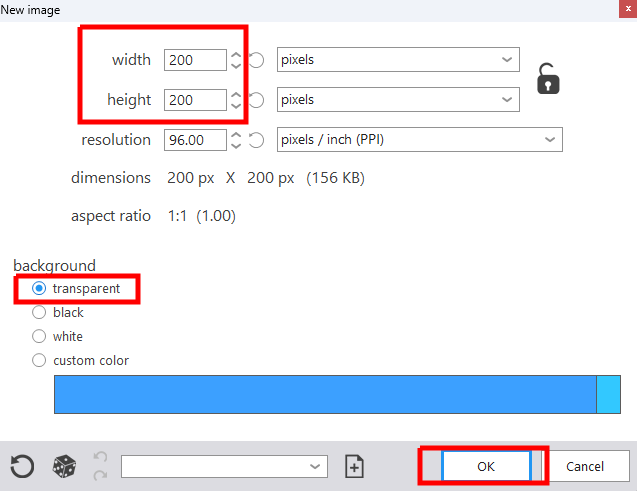 New image
width 200 pixels
height 200 pixels
resolution 96.00 pixels / inch (PPI)
dimensions 200 px X 200 px (156 KB)
aspect ratio 1:1 (1.00)
background
transparent
black
white
custom color
OK Cancel